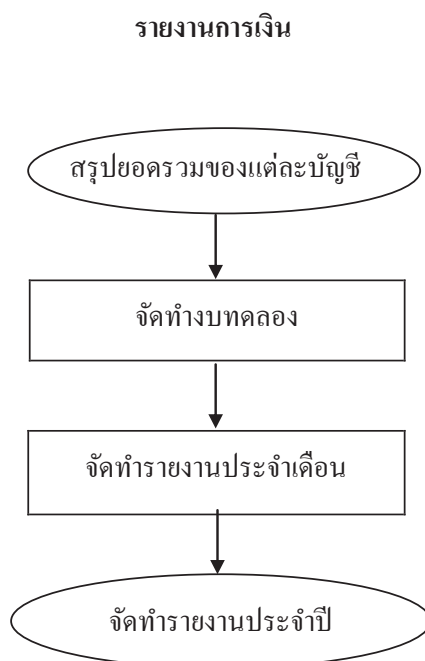 รายงานการเงิน
สรุปยอดรวมของแต่ละบัญชี
จัดทำงบทดลอง
จัดทำรายงานประจำเดือน
จัดทำรายงานประจำปี